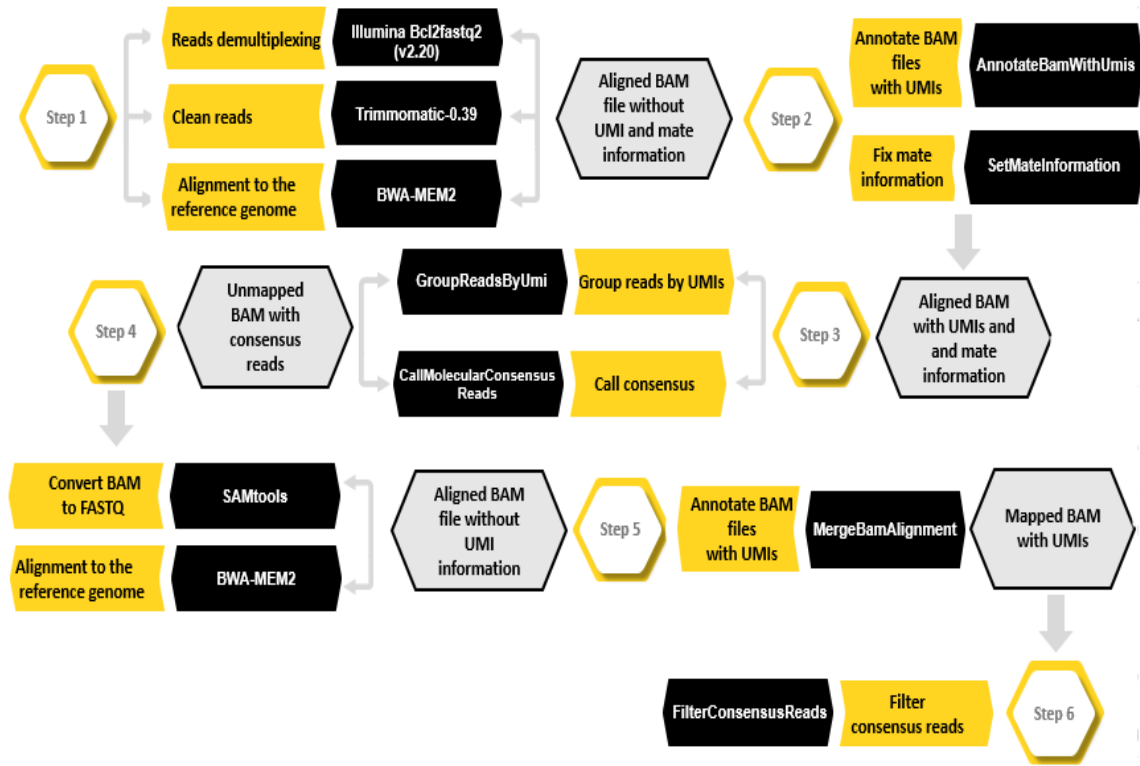 Step 1
Reads demultiplexing
Illumina Bcl2fastq2
(v2.20)
Clean reads
Trimmomatic-0.39
Alignment to the
reference genome
BWA-MEM2
Aligned BAM
file without
UMI and mate
information
Step 2
Annotate BAM
files
with UMIs
AnnotateBamWithUmis
Fix mate
information
SetMateInformation
Aligned BAM
with UMIs and
and mate
information
Step 3
Group reads by UMIs
GroupReadsByUmi
Call consensus
CallMolecularConsensus
Reads
Unmapped
BAM with
consensus
reads
Step 4
Convert BAM
to FASTQ
SAMtools
Alignment to the
reference genome
BWA-MEM2
Aligned BAM
file without
UMI
information
Step 5
Annotate BAM
files
with UMIs
MergeBamAlignment
Mapped BAM
with UMIs
Step 6
Filter
consensus reads
FilterConsensusReads